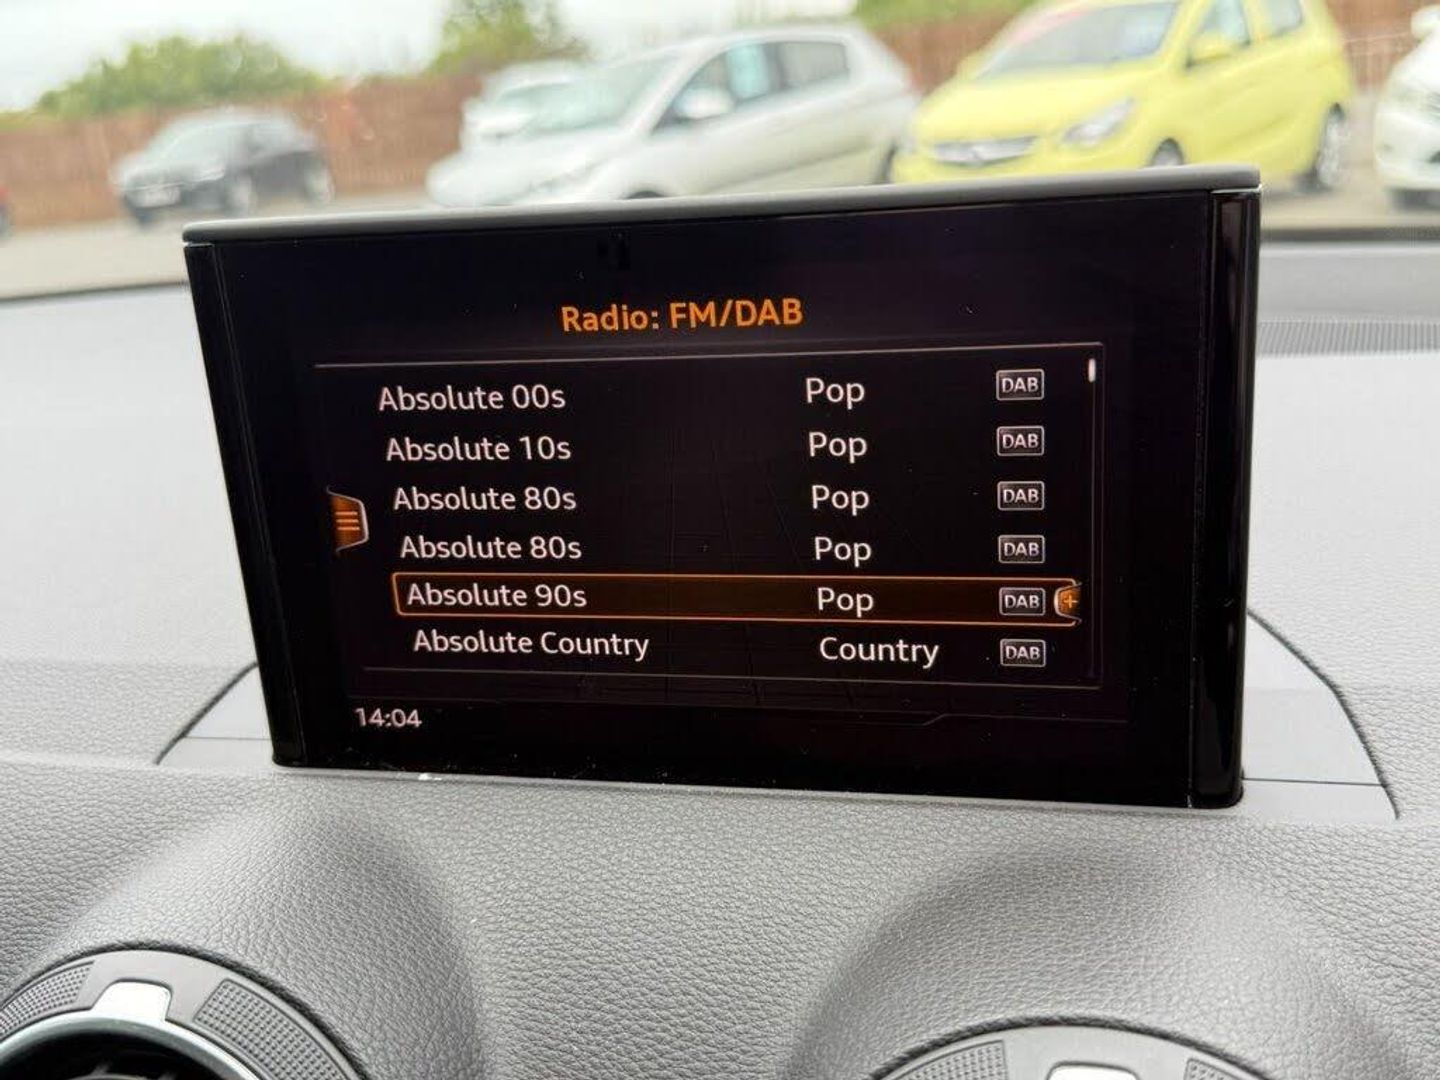 Radio: FM/DAB
Absolute 00s Pop DAB
Absolute 10s Pop DAB
Absolute 80s Pop DAB
Absolute 80s Pop DAB
Absolute 90s Pop DAB +
Absolute Country Country DAB
14:04